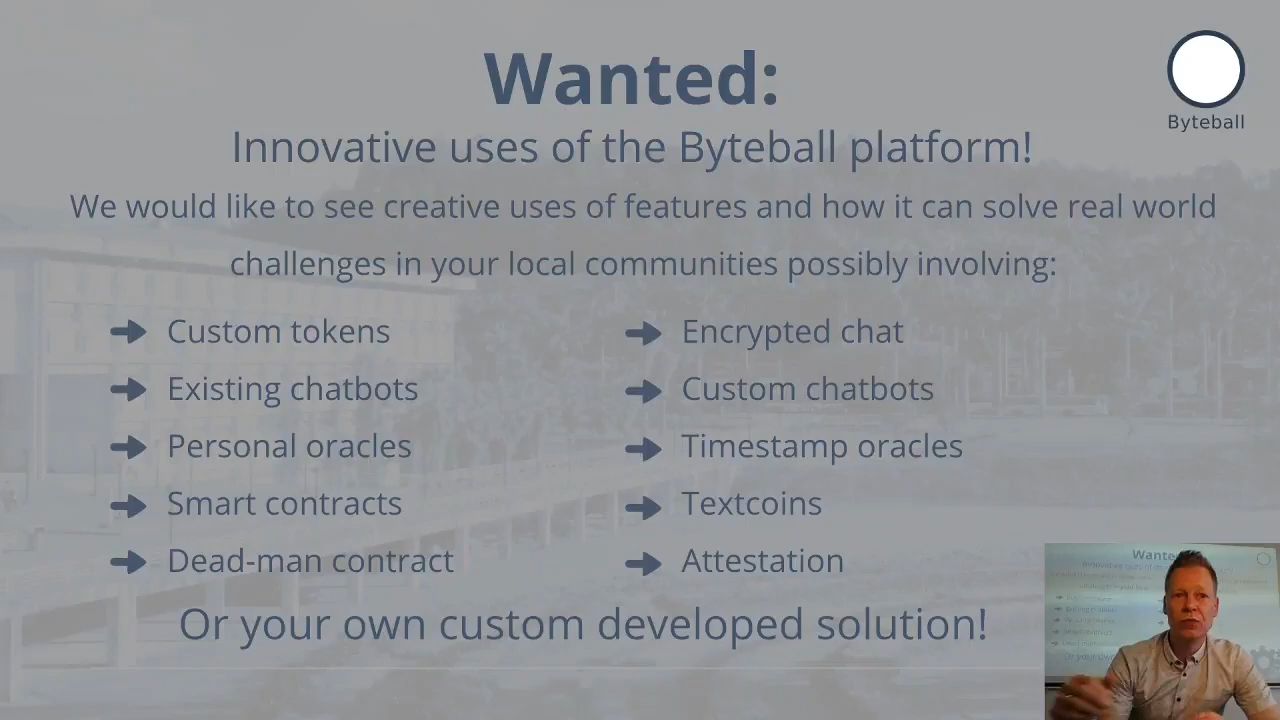 Wanted:
Byteball
Innovative uses of the Byteball platform!
We would like to see creative uses of features and how it can solve real world
challenges in your local communities possibly involving:
Custom tokens
Existing chatbots
Personal oracles
Smart contracts
Dead-man contract
Encrypted chat
Custom chatbots
Timestamp oracles
Textcoins
Attestation
Or your own custom developed solution!